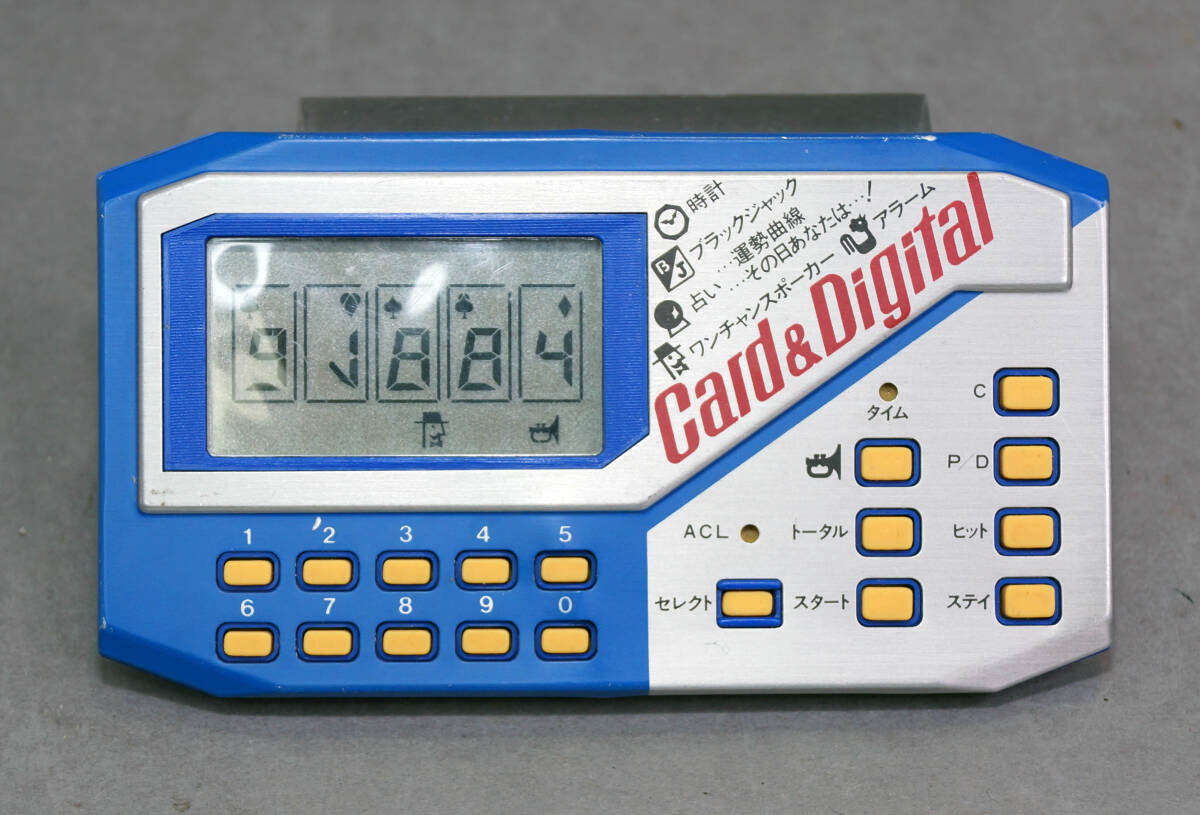 9 J 8 8 4
時計
BJ ブラックジャック
…運勢曲線
占い…その日あなたは…!
ワンチャンスポーカー アラーム
Card & Digital
タイム
C
P/D
ACL
トータル
ヒット
セレクト
スタート
ステイ
1 2 3 4 5
6 7 8 9 0